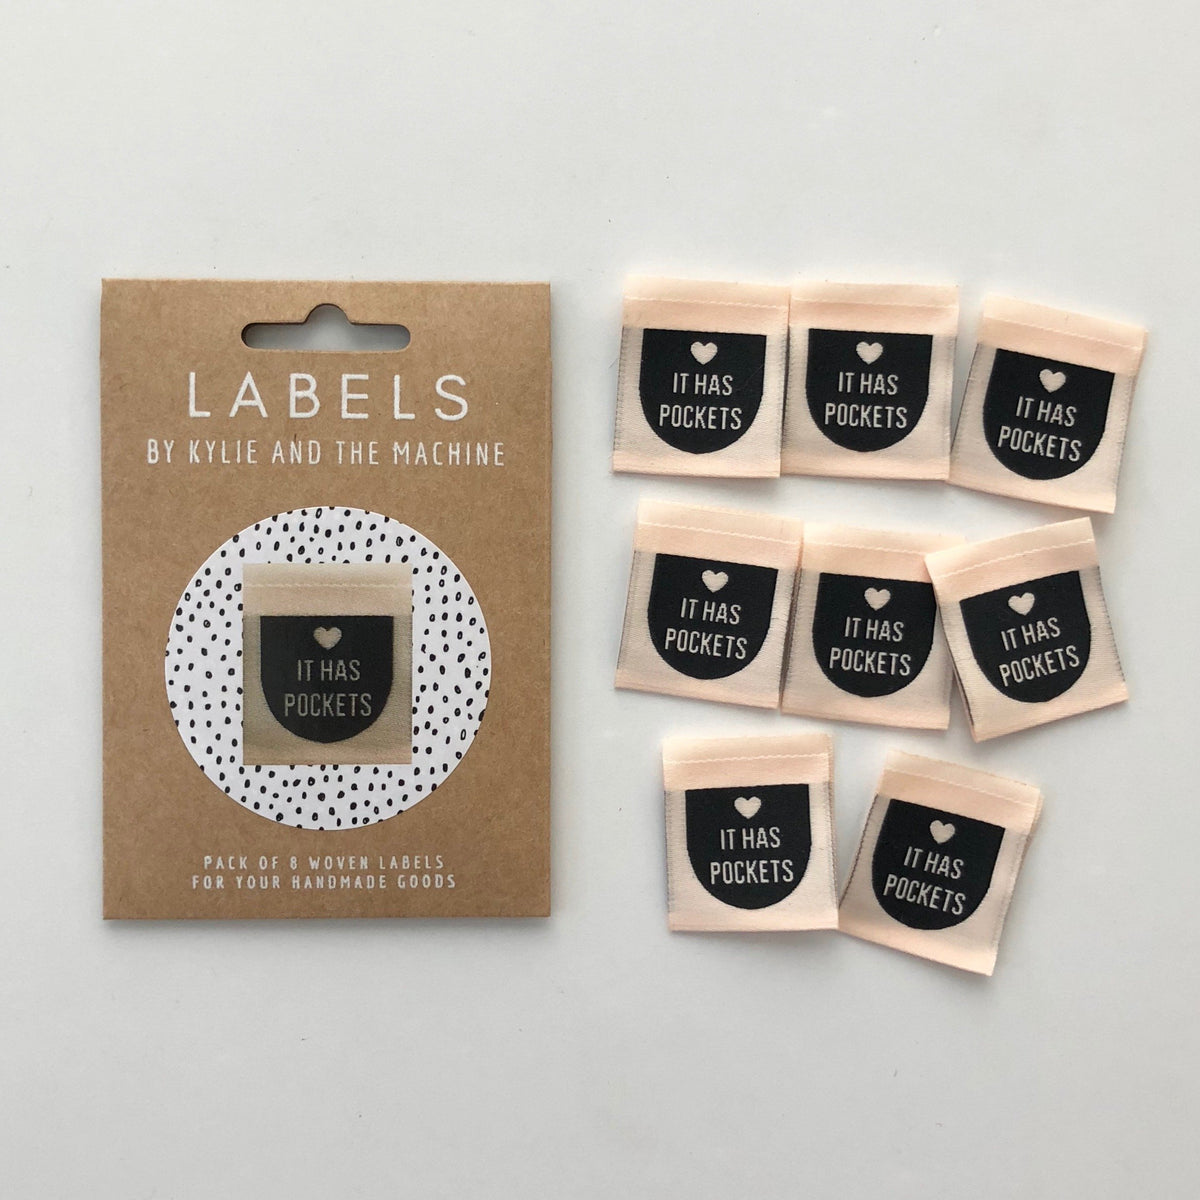 LABELS
BY KYLIE AND THE MACHINE
IT HAS
POCKETS
PACK OF 8 WOVEN LABELS
FOR YOUR HANDMADE GOODS
IT HAS
POCKETS
IT HAS
POCKETS
IT HAS
POCKETS
IT HAS
POCKETS
IT HAS
POCKETS
IT HAS
POCKETS
IT HAS
POCKETS
IT HAS
POCKETS